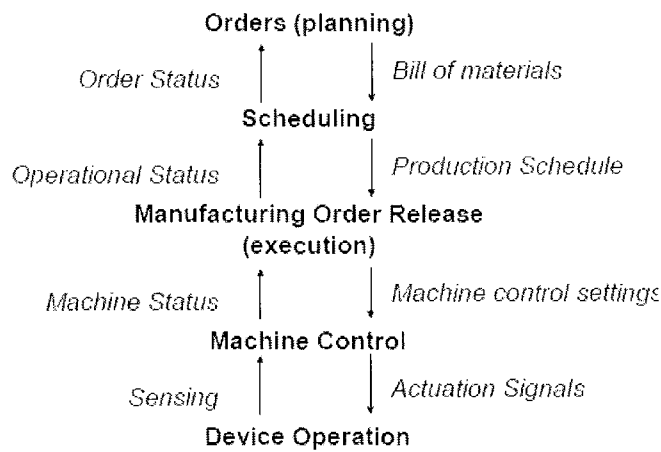 Orders (planning)
Order Status
Bill of materials
Scheduling
Operational Status
Production Schedule
Manufacturing Order Release
(execution)
Machine Status
Machine control settings
Machine Control
Sensing
Actuation Signals
Device Operation